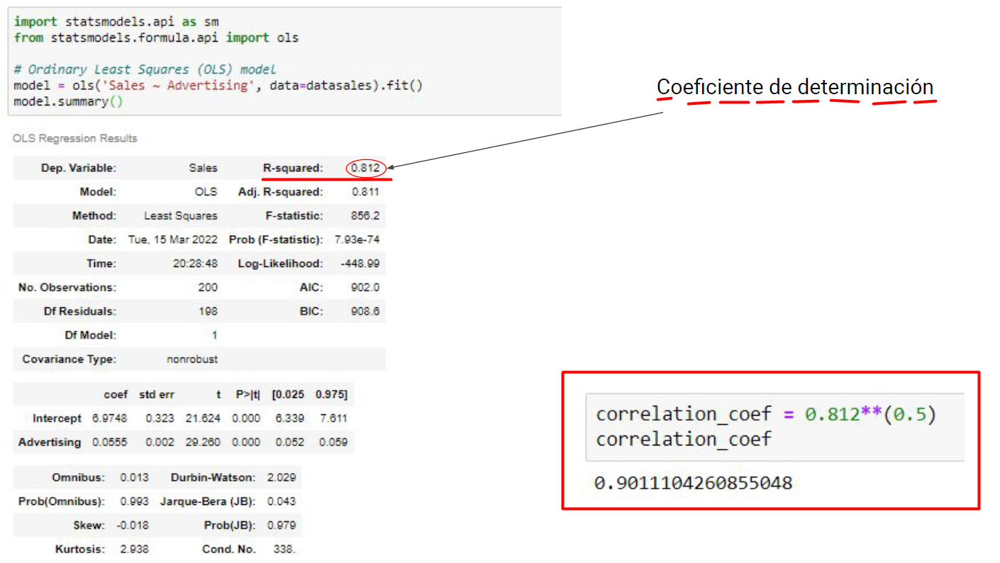 import statsmodels.api as sm
from statsmodels.formula.api import ols
# Ordinary Least Squares (OLS) model
model = ols('Sales ~ Advertising', data=datasales).fit()
model.summary()
Coeficiente de determinación
OLS Regression Results
Dep. Variable: Sales R-squared: 0.812
Model: OLS Adj. R-squared: 0.811
Method: Least Squares F-statistic: 856.2
Date: Tue, 15 Mar 2022 Prob (F-statistic): 7.93e-74
Time: 20:28:48 Log-Likelihood: -448.99
No. Observations: 200 AIC: 902.0
Df Residuals: 198 BIC: 908.6
Df Model: 1
Covariance Type: nonrobust
coef std err t P>|t| [0.025 0.975]
Intercept 6.9748 0.323 21.624 0.000 6.339 7.611
Advertising 0.0555 0.002 29.260 0.000 0.052 0.059
Omnibus: 0.013 Durbin-Watson: 2.029
Prob(Omnibus): 0.993 Jarque-Bera (JB): 0.043
Skew: -0.018 Prob(JB): 0.979
Kurtosis: 2.938 Cond. No. 338.
correlation_coef = 0.812**(0.5)
correlation_coef
0.9011104260855048